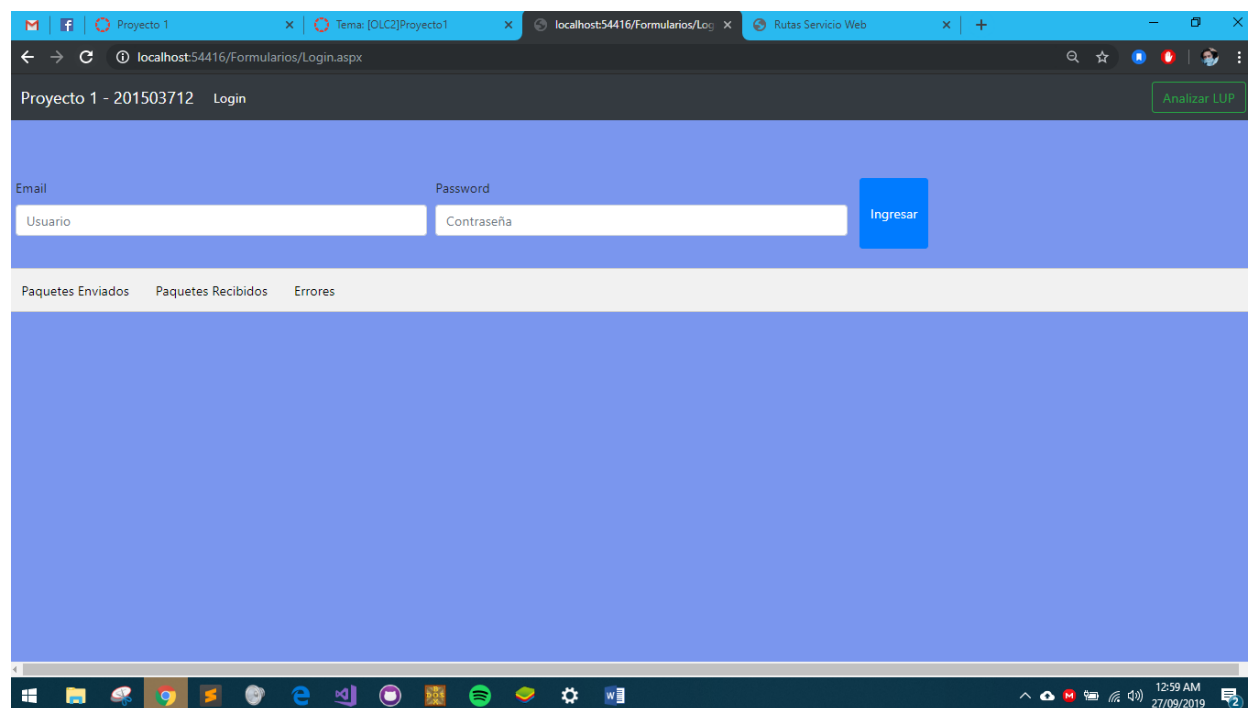 Proyecto 1
Tema: [OLC2]Proyecto1
localhost:54416/Formularios/Log
Rutas Servicio Web
localhost:54416/Formularios/Login.aspx
Proyecto 1 - 201503712 Login Analizar LUP
Email Password
Usuario Contraseña Ingresar
Paquetes Enviados Paquetes Recibidos Errores
12:59 AM
27/09/2019
2